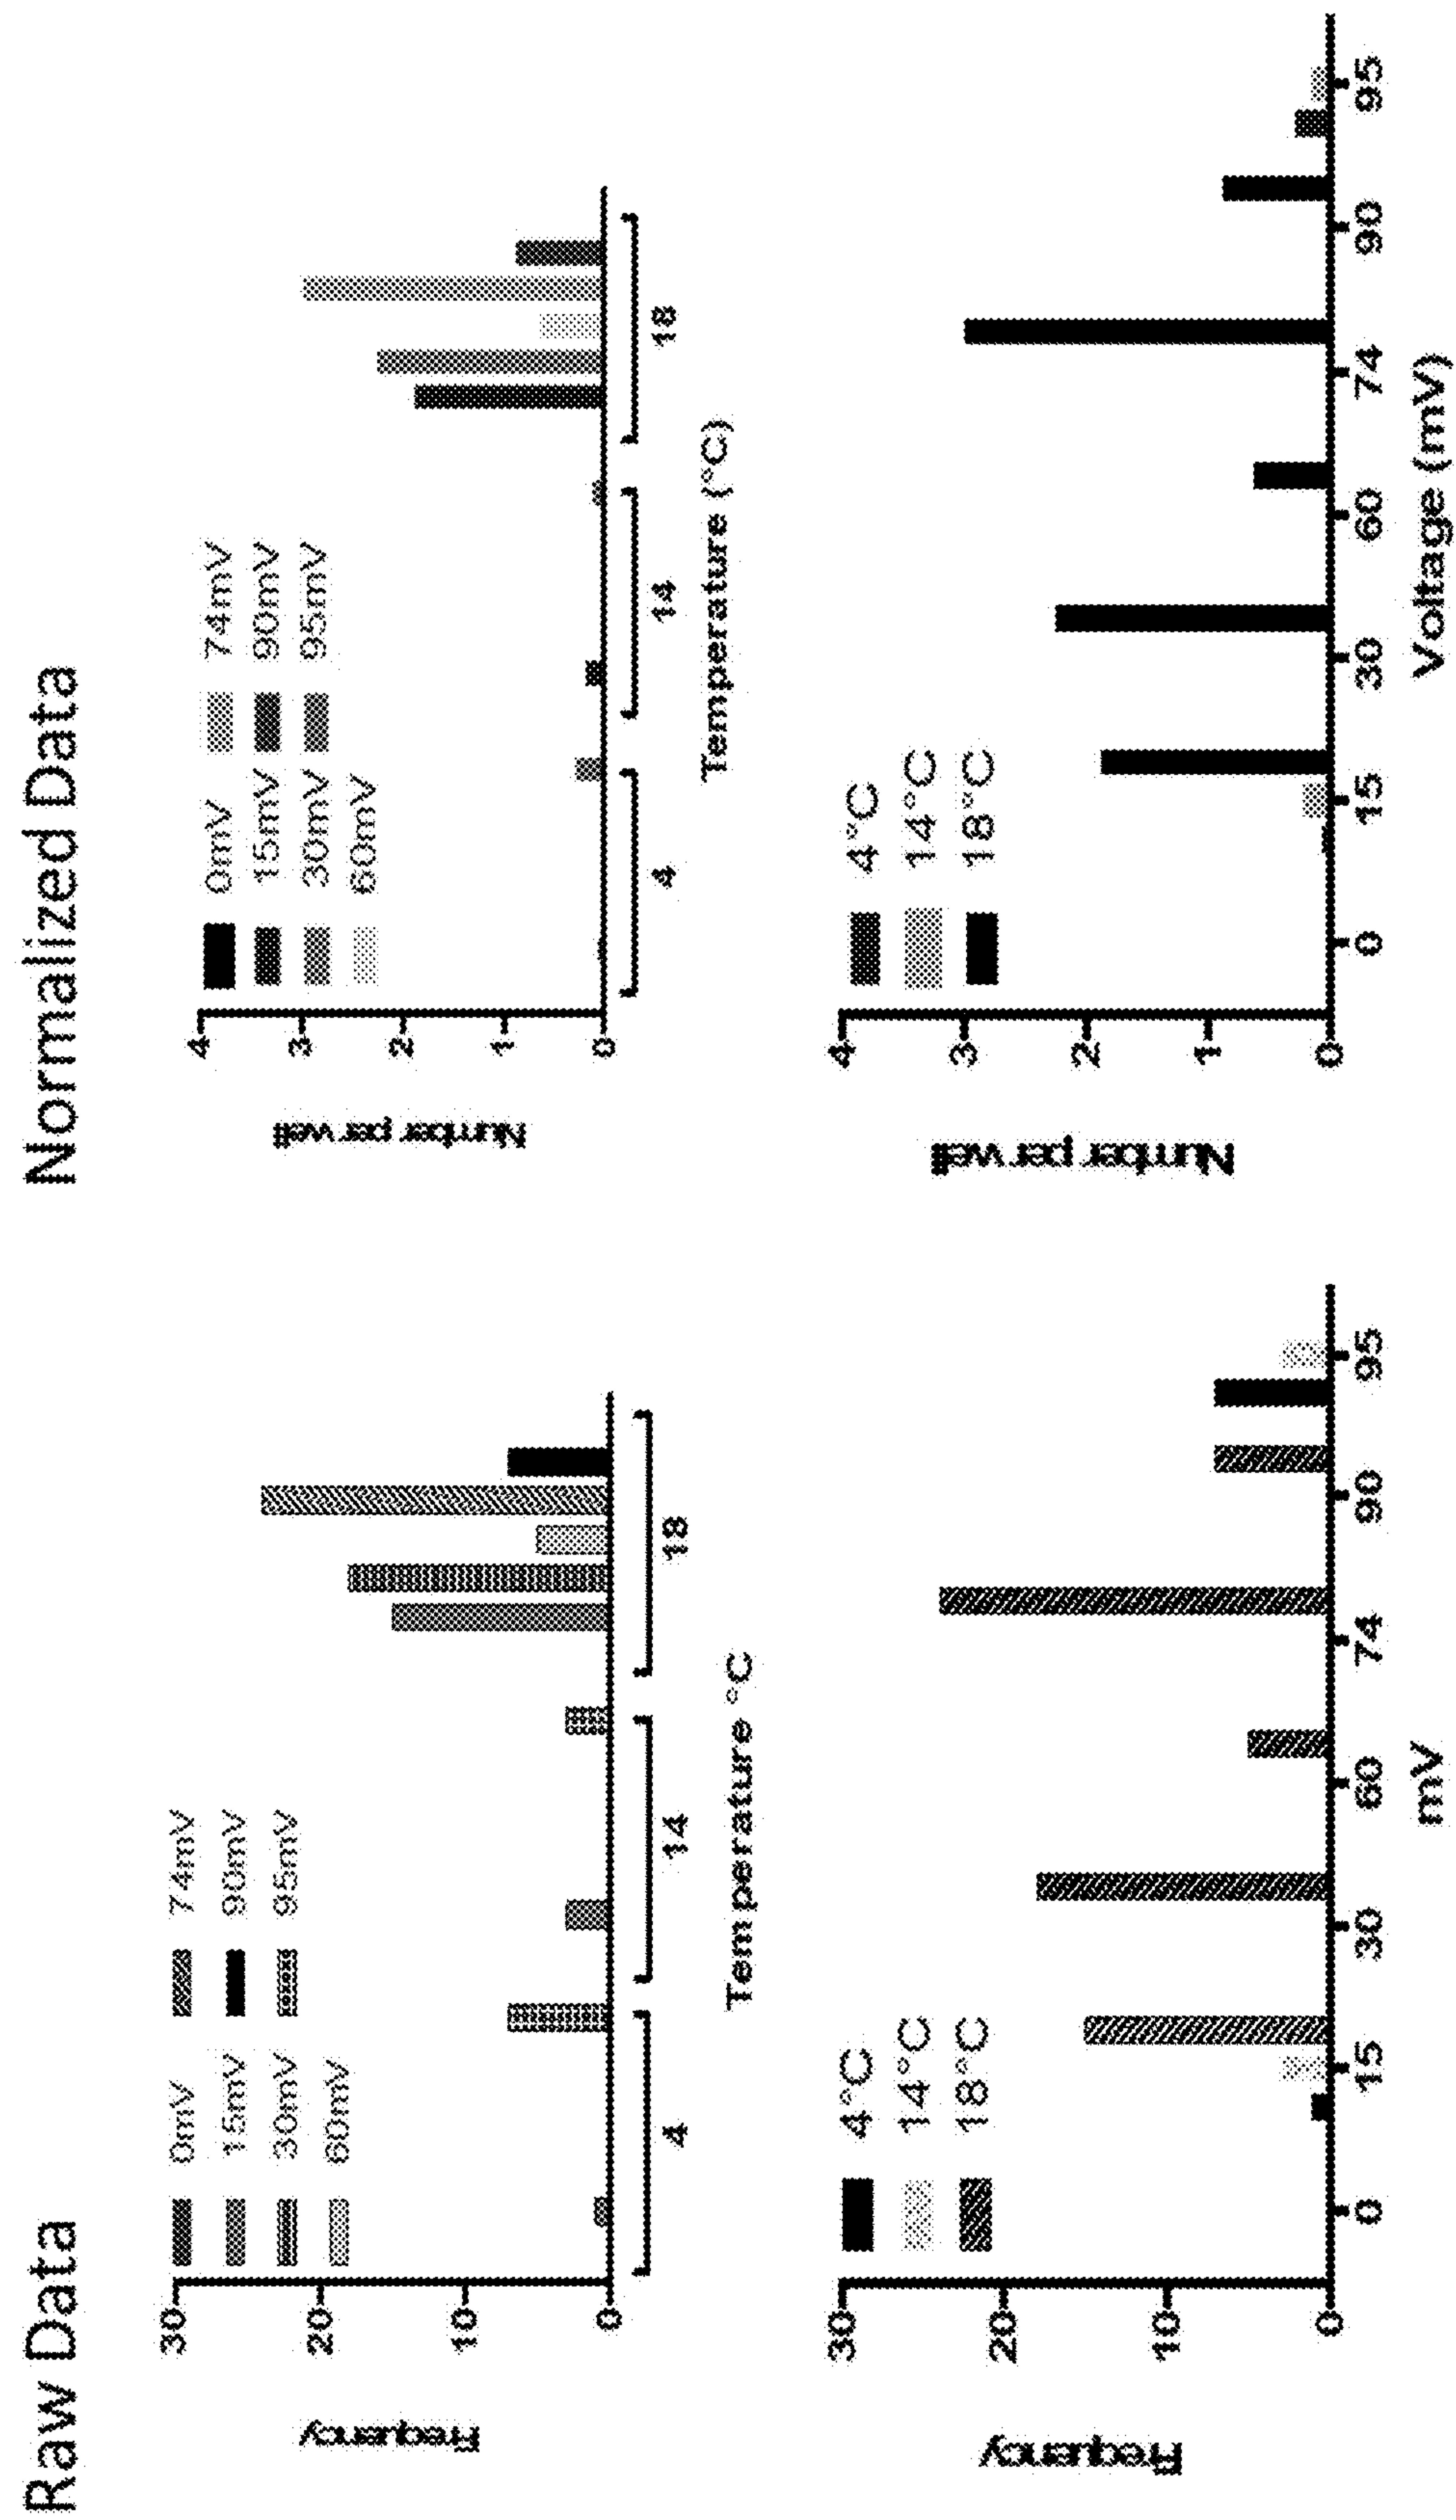 Raw Data
Frequency
30
20
10
0
0mV
15mV
30mV
60mV
74mV
90mV
95mV
4
14
18
Temperature °C
Frequency
30
20
10
0
4°C
14°C
18°C
0
15
30
60
74
90
95
mV
Normalized Data
Number per well
4
3
2
1
0
0mV
15mV
30mV
60mV
74mV
90mV
95mV
4
14
18
Temperature (°C)
Number per well
4
3
2
1
0
4°C
14°C
18°C
0
15
30
60
74
90
95
Voltage (mV)